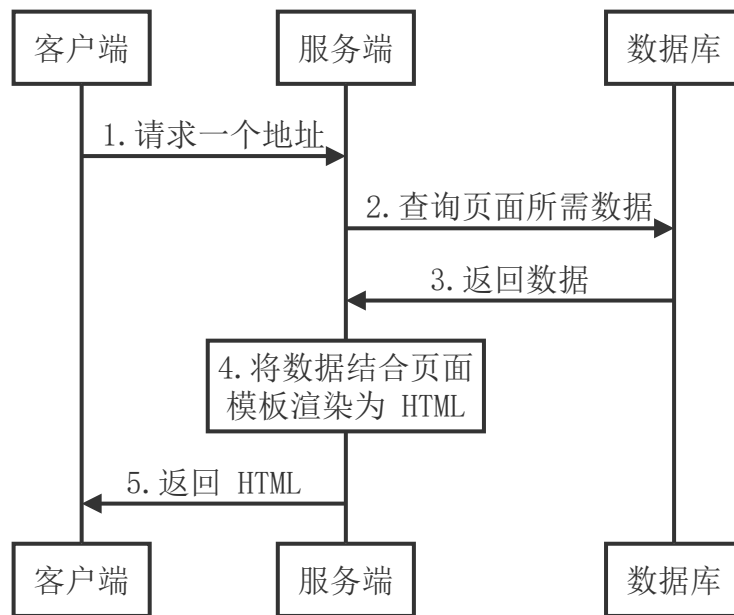 客户端
服务端
数据库
1.请求一个地址
2.查询页面所需数据
3.返回数据
4.将数据结合页面
模板渲染为 HTML
5.返回 HTML
客户端
服务端
数据库